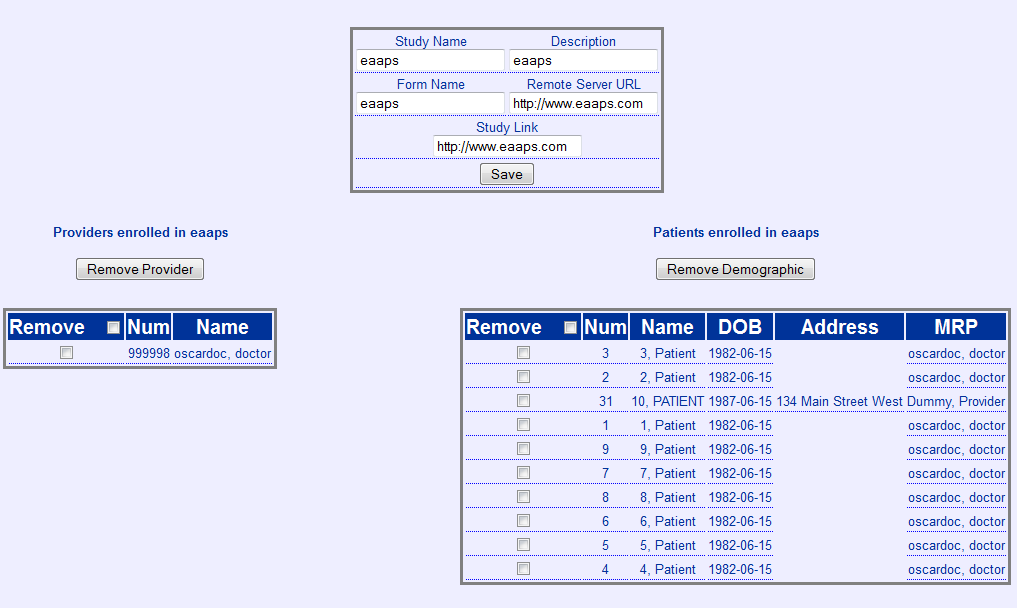 Study Name Description
eaaps eaaps
Form Name Remote Server URL
eaaps http://www.eaaps.com
Study Link
http://www.eaaps.com
Save
Providers enrolled in eaaps
Remove Provider
Remove Num Name
999998 oscardoc, doctor
Patients enrolled in eaaps
Remove Demographic
Remove Num Name DOB Address MRP
3 3, Patient 1982-06-15 oscardoc, doctor
2 2, Patient 1982-06-15 oscardoc, doctor
31 10, PATIENT 1987-06-15 134 Main Street West Dummy, Provider
1 1, Patient 1982-06-15 oscardoc, doctor
9 9, Patient 1982-06-15 oscardoc, doctor
7 7, Patient 1982-06-15 oscardoc, doctor
8 8, Patient 1982-06-15 oscardoc, doctor
6 6, Patient 1982-06-15 oscardoc, doctor
5 5, Patient 1982-06-15 oscardoc, doctor
4 4, Patient 1982-06-15 oscardoc, doctor